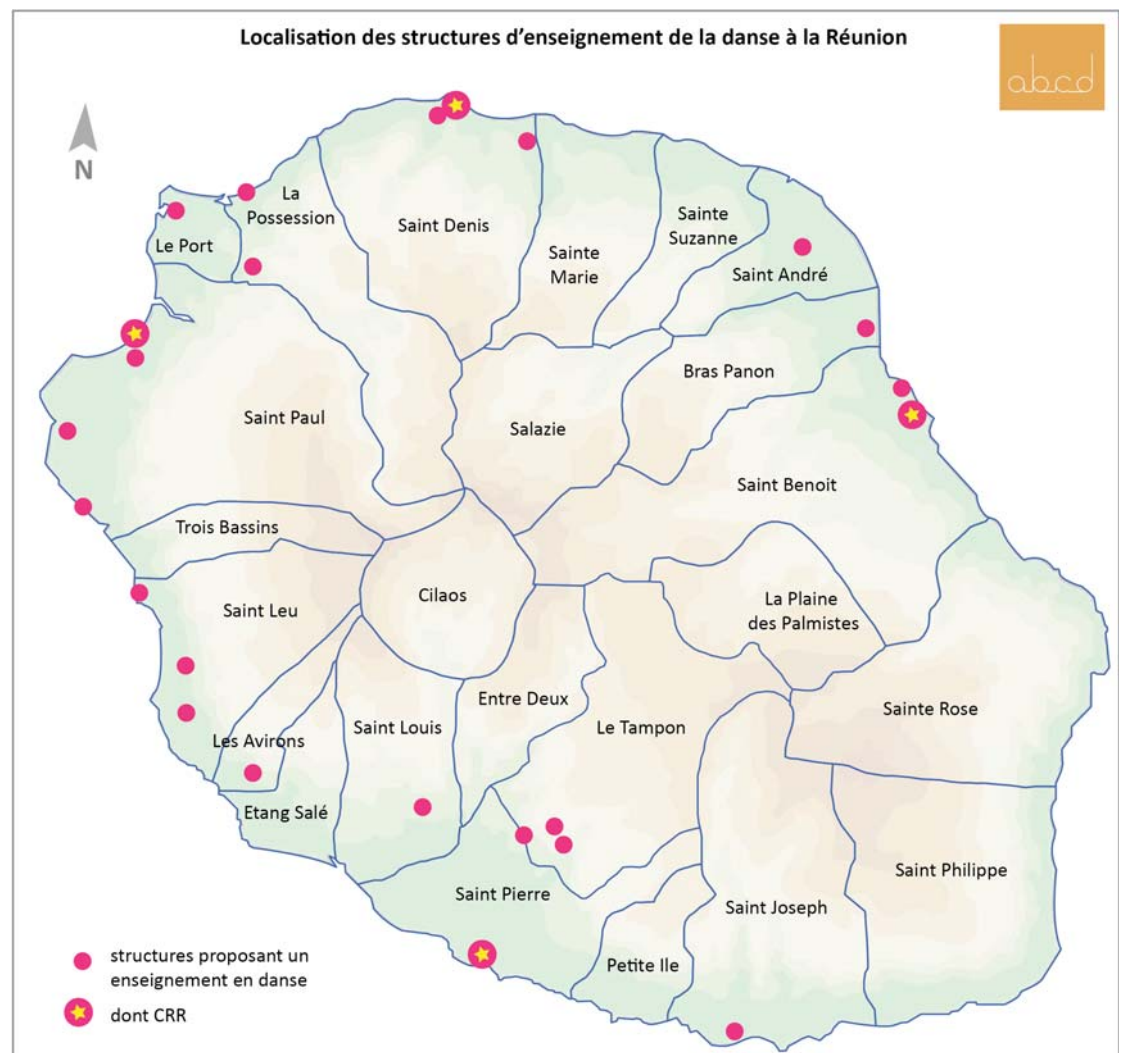 Localisation des structures d'enseignement de la danse à la Réunion
abcd
N
La
Possession
Le Port
Saint Denis
Sainte
Marie
Sainte
Suzanne
Saint André
Bras Panon
Saint Paul
Salazie
Saint Benoit
Trois Bassins
Cilaos
Saint Leu
La Plaine
des Palmistes
Entre Deux
Sainte Rose
Saint Louis
Le Tampon
Les Avirons
Etang Salé
Saint Philippe
Saint Pierre
Saint Joseph
Petite Ile
structures proposant un
enseignement en danse
dont CRR